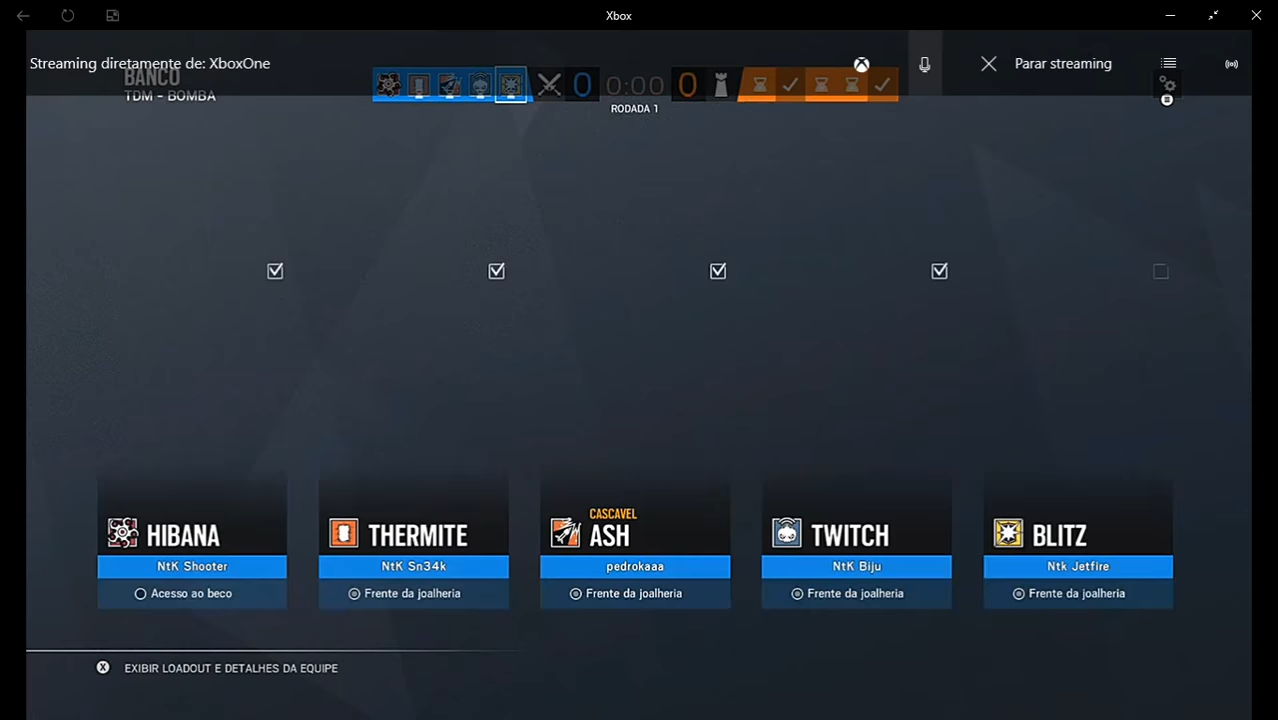 Xbox
Streaming diretamente de: XboxOne
Parar streaming
BANCO
TDM - BOMBA
0 0:00 0
RODADA 1
HIBANA
NtK Shooter
Acesso ao beco
THERMITE
NtK Sn34k
Frente da joalheria
CASCAVEL
ASH
pedrokaaa
Frente da joalheria
TWITCH
NtK Biju
Frente da joalheria
BLITZ
Ntk Jetfire
Frente da joalheria
X EXIBIR LOADOUT E DETALHES DA EQUIPE